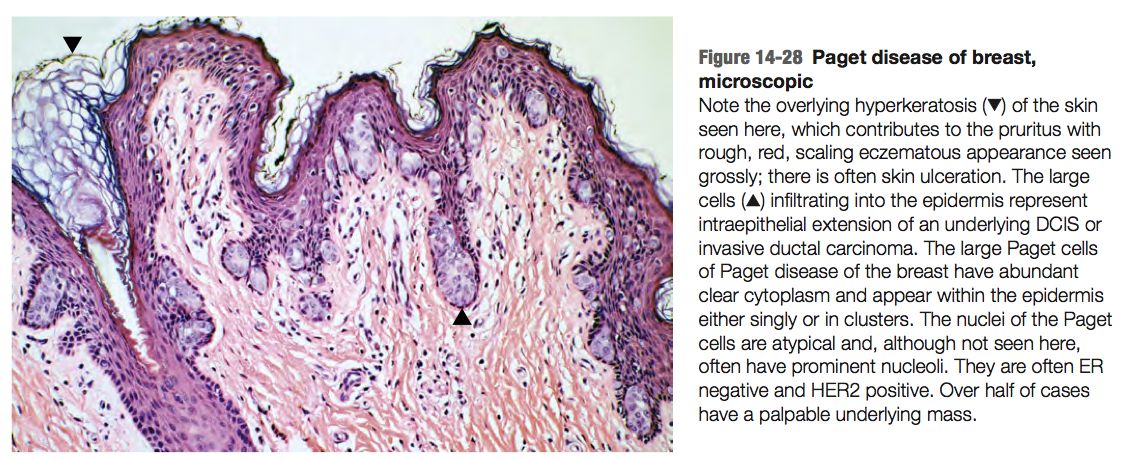 Figure 14-28 Paget disease of breast,
microscopic
Note the overlying hyperkeratosis (▼) of the skin
seen here, which contributes to the pruritus with
rough, red, scaling eczematous appearance seen
grossly; there is often skin ulceration. The large
cells (▲) infiltrating into the epidermis represent
intraepithelial extension of an underlying DCIS or
invasive ductal carcinoma. The large Paget cells
of Paget disease of the breast have abundant
clear cytoplasm and appear within the epidermis
either singly or in clusters. The nuclei of the Paget
cells are atypical and, although not seen here,
often have prominent nucleoli. They are often ER
negative and HER2 positive. Over half of cases
have a palpable underlying mass.